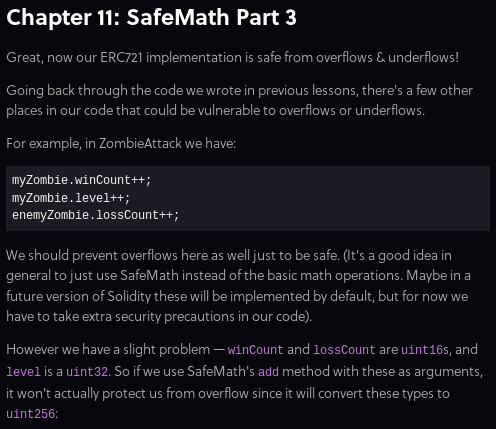 Chapter 11: SafeMath Part 3
Great, now our ERC721 implementation is safe from overflows & underflows!
Going back through the code we wrote in previous lessons, there's a few other
places in our code that could be vulnerable to overflows or underflows.
For example, in ZombieAttack we have:
myZombie.winCount++;
myZombie.level++;
enemyZombie.lossCount++;
We should prevent overflows here as well just to be safe. (It's a good idea in
general to just use SafeMath instead of the basic math operations. Maybe in a
future version of Solidity these will be implemented by default, but for now we
have to take extra security precautions in our code).
However we have a slight problem — winCount and lossCount are uint16s, and
level is a uint32. So if we use SafeMath's add method with these as arguments,
it won't actually protect us from overflow since it will convert these types to
uint256: